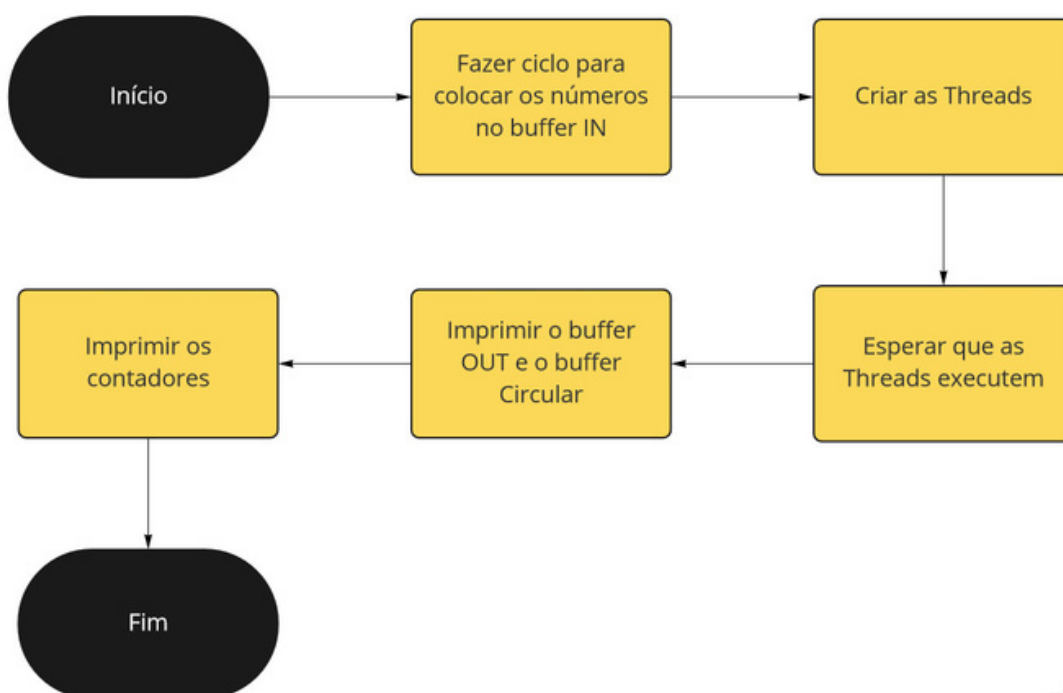 Início
Fazer ciclo para
colocar os números
no buffer IN
Criar as Threads
Esperar que as
Threads executem
Imprimir o buffer
OUT e o buffer
Circular
Imprimir os
contadores
Fim